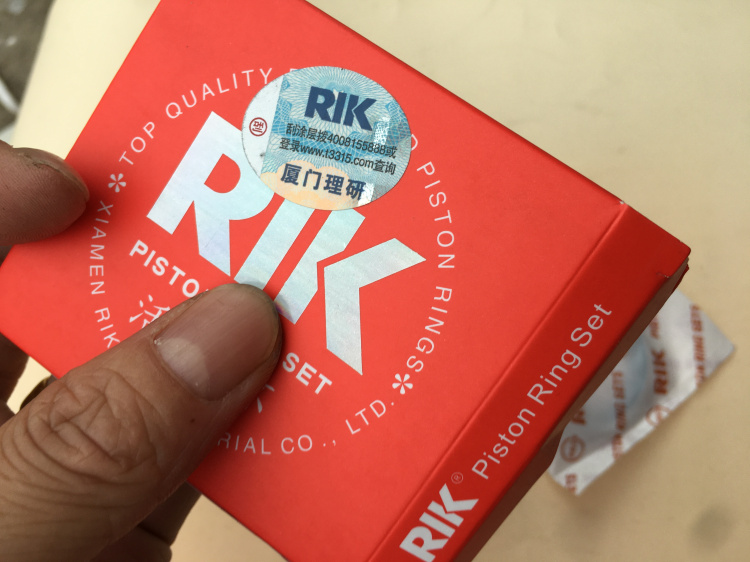 TOP QUALITY
PISTON RINGS
XIAMEN RIK
RIAL CO., LTD.
RIK
刮涂层拨4008155888或
登录www.t3315.com查询
厦门理研
RIK
PISTO
SET
RIK® Piston Ring Set
RIK